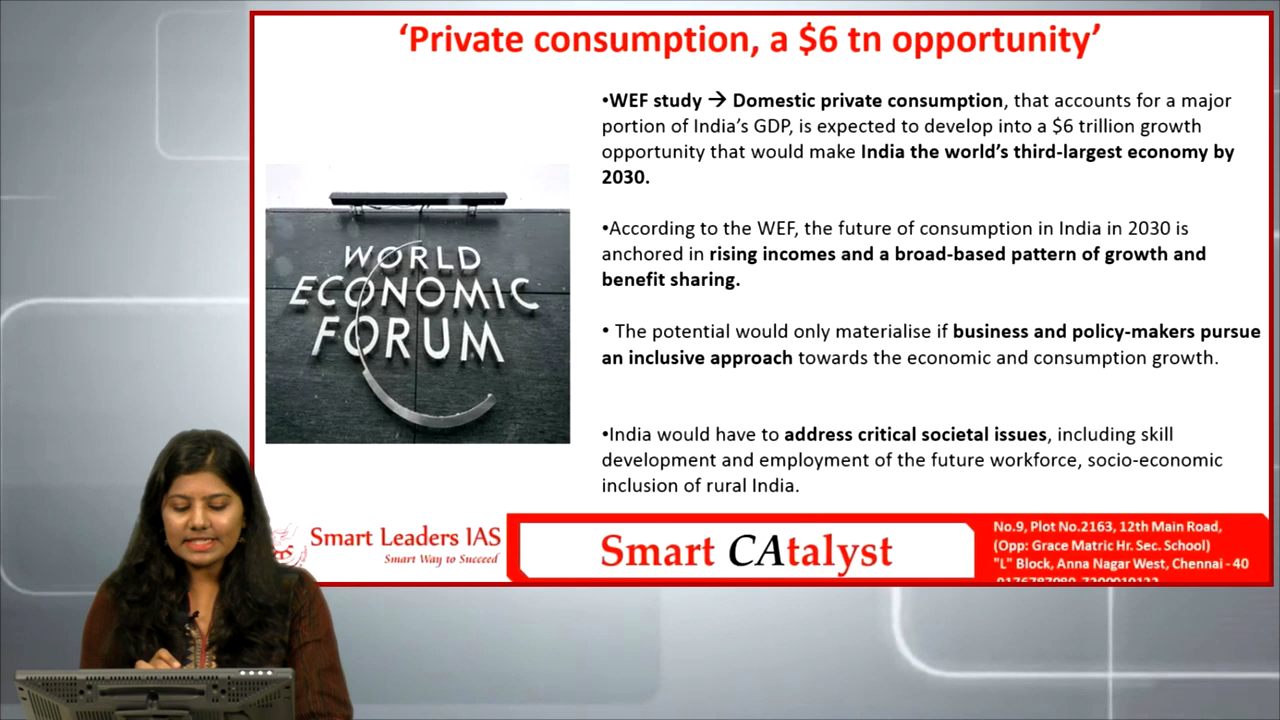 ‘Private consumption, a $6 tn opportunity’
•WEF study → Domestic private consumption, that accounts for a major
portion of India’s GDP, is expected to develop into a $6 trillion growth
opportunity that would make India the world’s third-largest economy by
2030.
•According to the WEF, the future of consumption in India in 2030 is
anchored in rising incomes and a broad-based pattern of growth and
benefit sharing.
• The potential would only materialise if business and policy-makers pursue
an inclusive approach towards the economic and consumption growth.
•India would have to address critical societal issues, including skill
development and employment of the future workforce, socio-economic
inclusion of rural India.
WORLD
ECONOMIC
FORUM
Smart Leaders IAS
Smart Way to Succeed
Smart CAtalyst
No.9, Plot No.2163, 12th Main Road,
(Opp: Grace Matric Hr. Sec. School)
"L" Block, Anna Nagar West, Chennai - 40